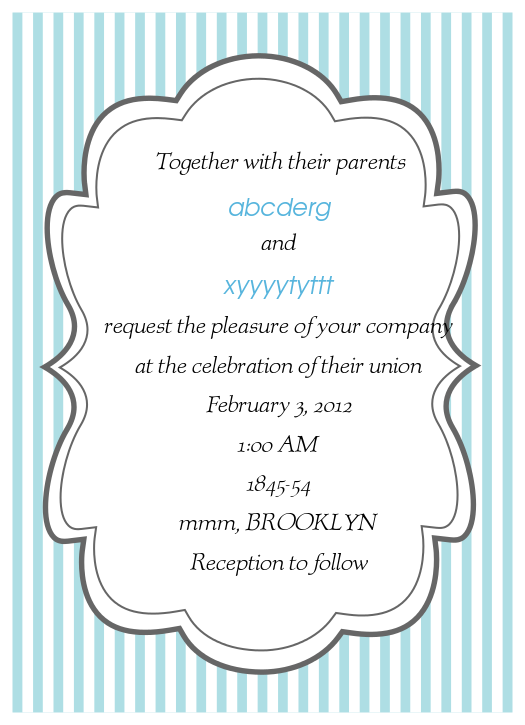 Together with their parents
abcderg
and
xyyyytyttt
request the pleasure of your company
at the celebration of their union
February 3, 2012
1:00 AM
1845-54
mmm, BROOKLYN
Reception to follow